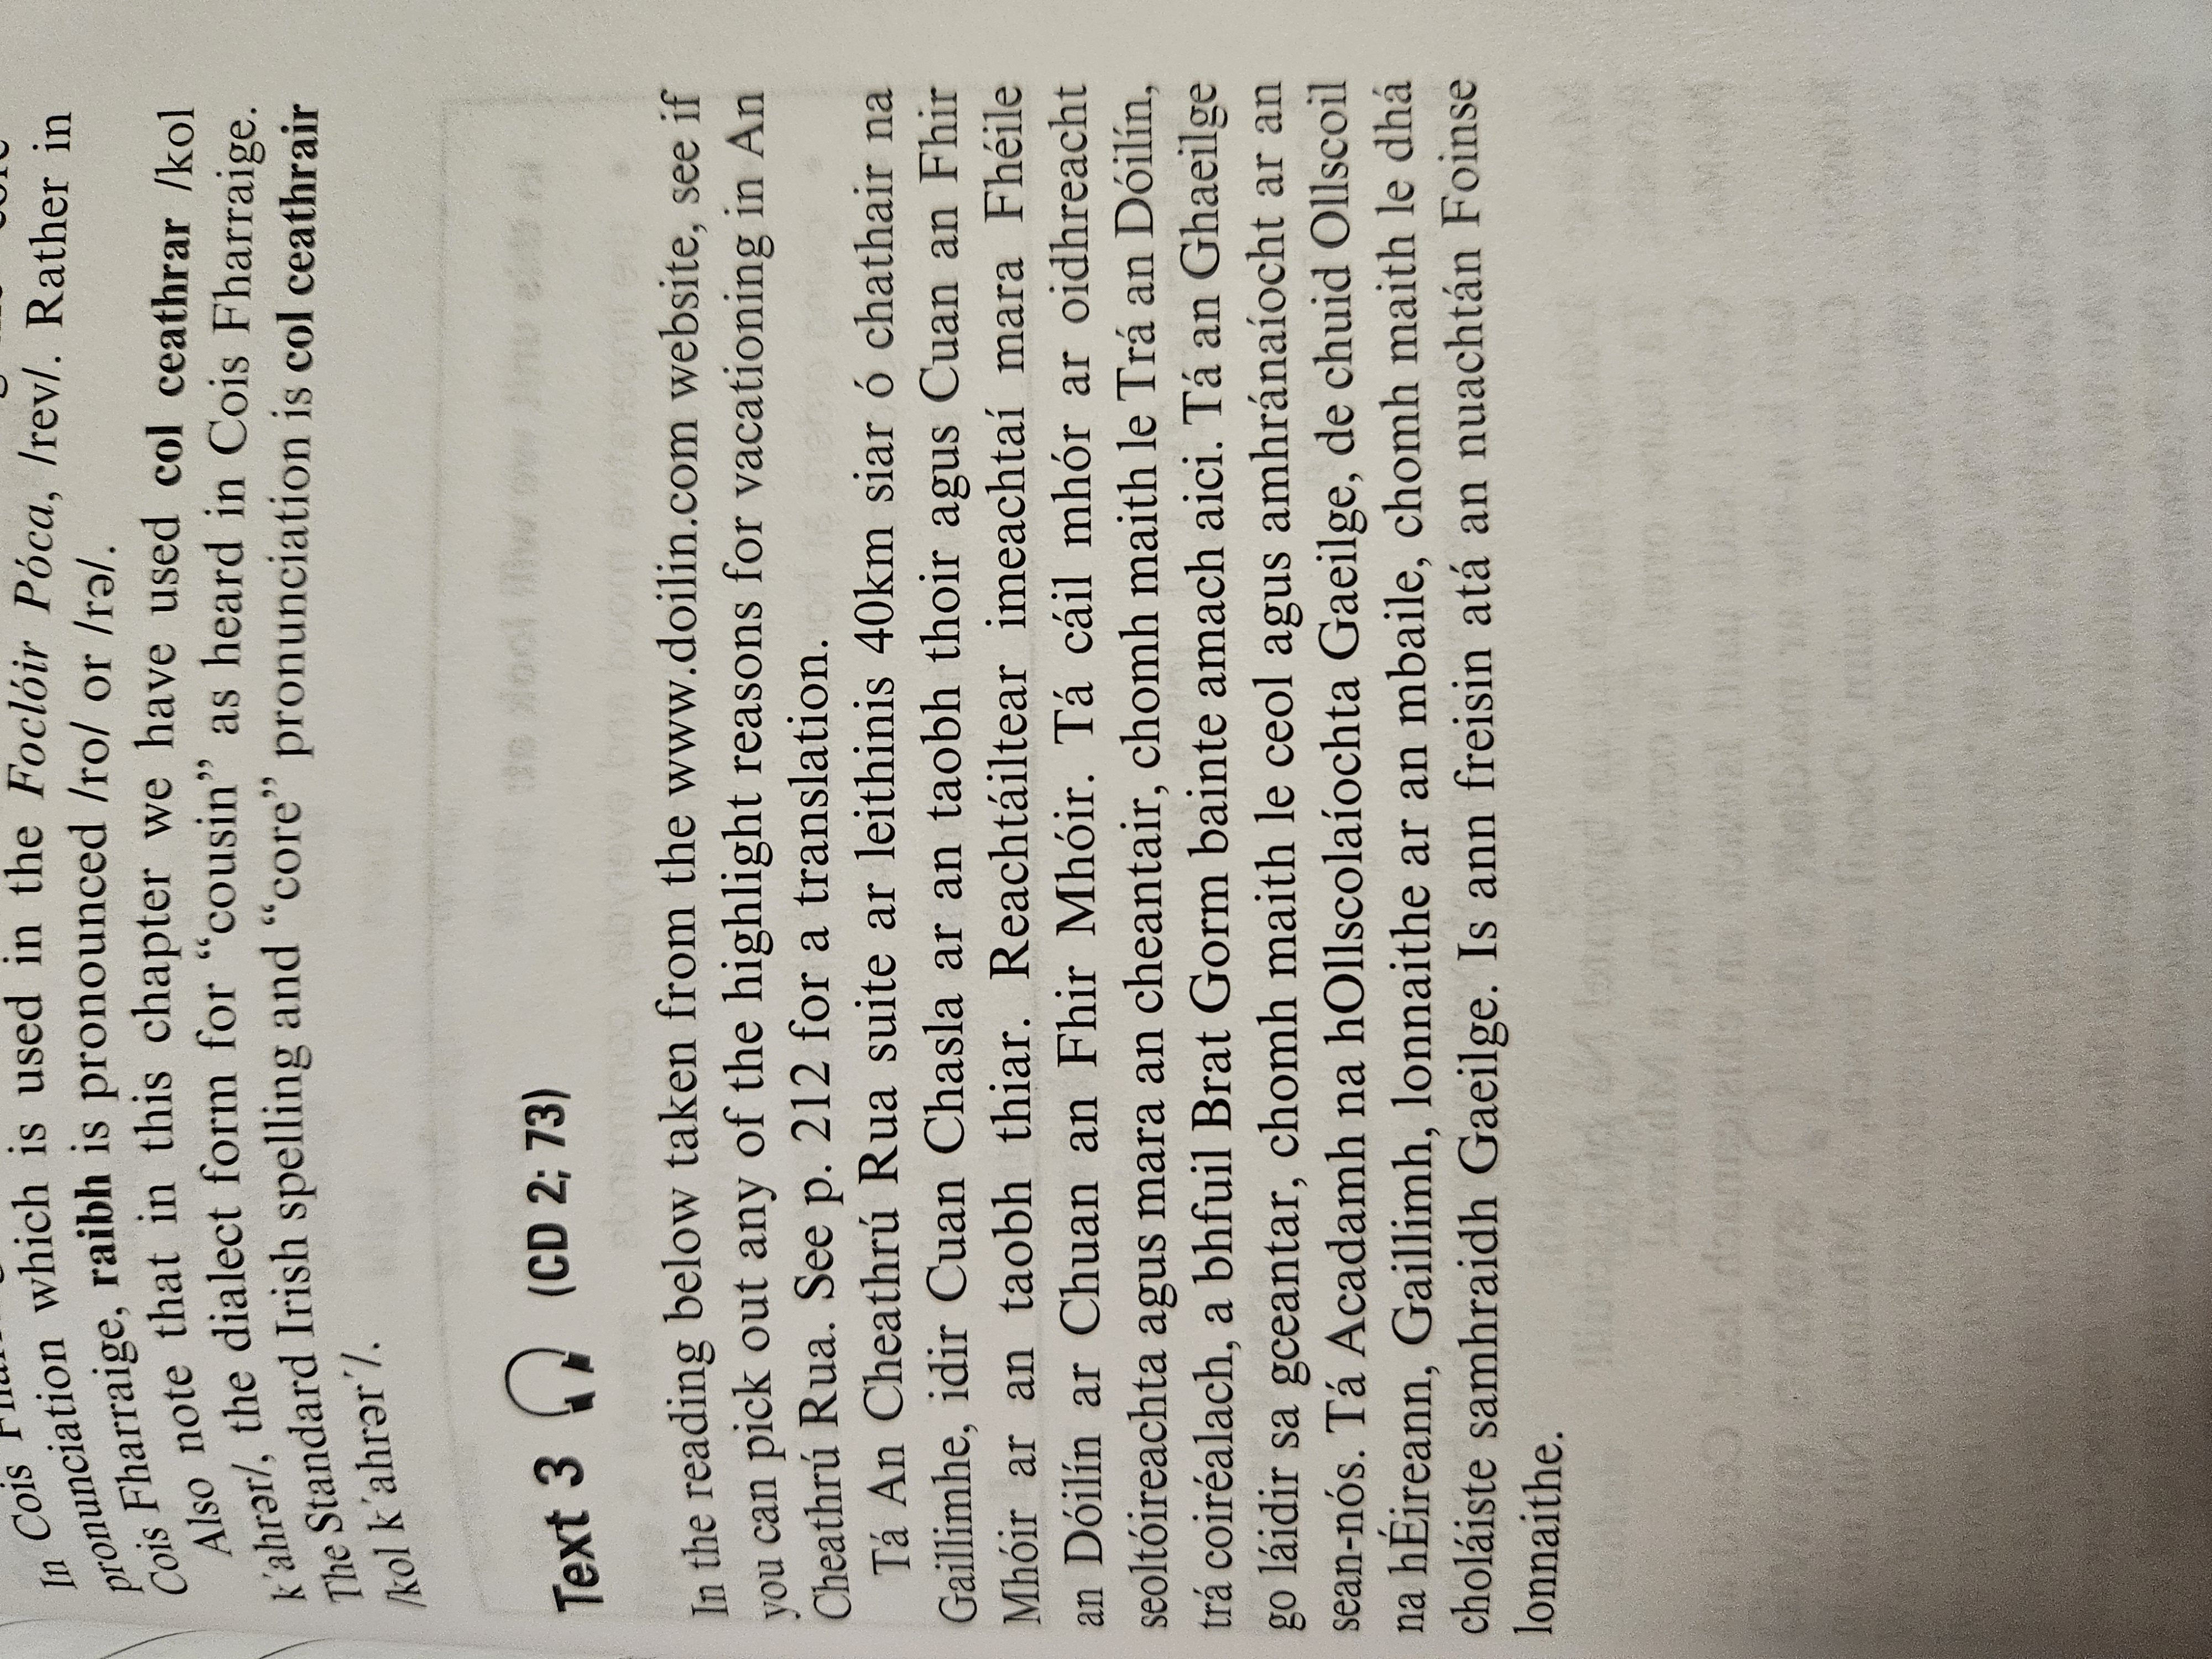 pronunciation which is used in the Foclóir Póca, /rev/. Rather in
Cois Fharraige, raibh is pronounced /ro/ or /rə/.
Also note that in this chapter we have used col ceathrar /kol
k´ahrər/, the dialect form for “cousin” as heard in Cois Fharraige.
The Standard Irish spelling and “core” pronunciation is col ceathrair
/kol k´ahrər´/.
Text 3 (CD 2; 73)
In the reading below taken from the www.doilin.com website, see if
you can pick out any of the highlight reasons for vacationing in An
Cheathrú Rua. See p. 212 for a translation.
Tá An Cheathrú Rua suite ar leithinis 40km siar ó chathair na
Gaillimhe, idir Cuan Chasla ar an taobh thoir agus Cuan an Fhir
Mhóir ar an taobh thiar. Reachtáiltear imeachtaí mara Fhéile
an Dóilín ar Chuan an Fhir Mhóir. Tá cáil mhór ar oidhreacht
seoltóireachta agus mara an cheantair, chomh maith le Trá an Dóilín,
trá coiréalach, a bhfuil Brat Gorm bainte amach aici. Tá an Ghaeilge
go láidir sa gceantar, chomh maith le ceol agus amhránaíocht ar an
sean-nós. Tá Acadamh na hOllscolaíochta Gaeilge, de chuid Ollscoil
na hÉireann, Gaillimh, lonnaithe ar an mbaile, chomh maith le dhá
choláiste samhraidh Gaeilge. Is ann freisin atá an nuachtán Foinse
lonnaithe.